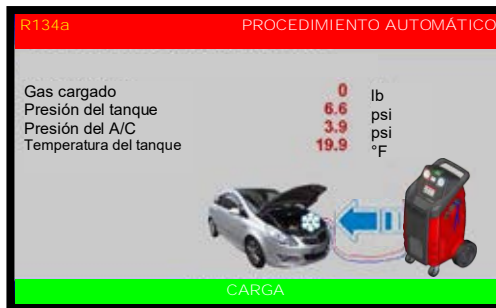 R134a PROCEDIMIENTO AUTOMÁTICO
Gas cargado 0 lb
Presión del tanque 6.6 psi
Presión del A/C 3.9 psi
Temperatura del tanque 19.9 °F
CARGA